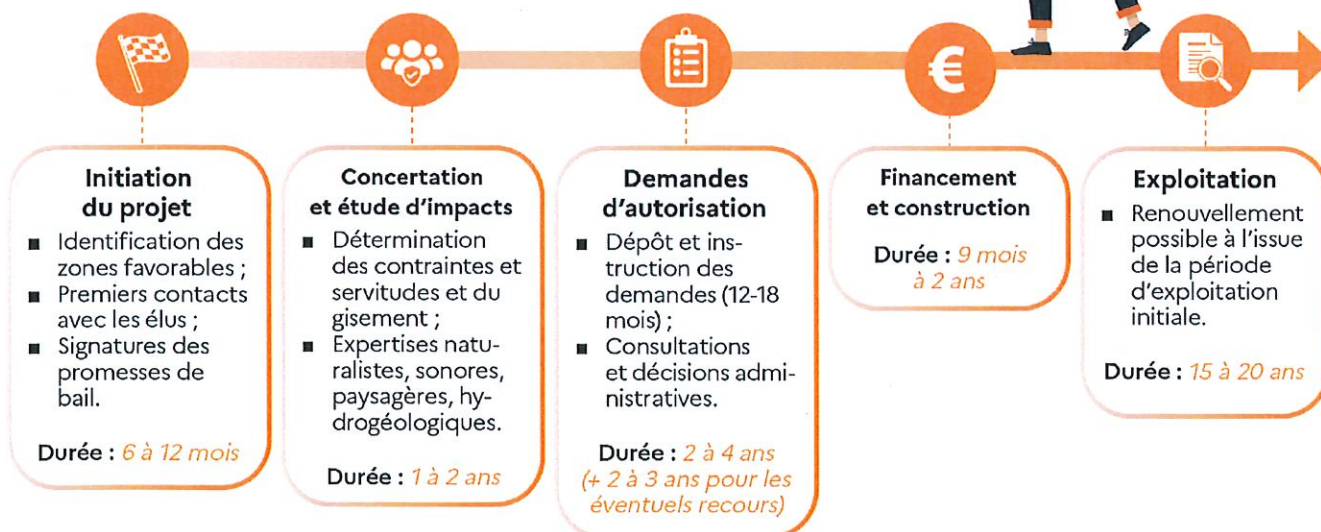 Initiation
du projet
■ Identification des
zones favorables ;
■ Premiers contacts
avec les élus ;
■ Signatures des
promesses de
bail.
Durée : 6 à 12 mois
Concertation
et étude d'impacts
■ Détermination
des contraintes et
servitudes et du
gisement ;
■ Expertises natu-
ralistes, sonores,
paysagères, hy-
drogéologiques.
Durée : 1 à 2 ans
Demandes
d'autorisation
■ Dépôt et ins-
truction des
demandes (12-18
mois) ;
■ Consultations
et décisions admi-
nistratives.
Durée : 2 à 4 ans
(+ 2 à 3 ans pour les
éventuels recours)
€
Financement
et construction
Durée : 9 mois
à 2 ans
Exploitation
■ Renouvellement
possible à l'issue
de la période
d'exploitation
initiale.
Durée : 15 à 20 ans